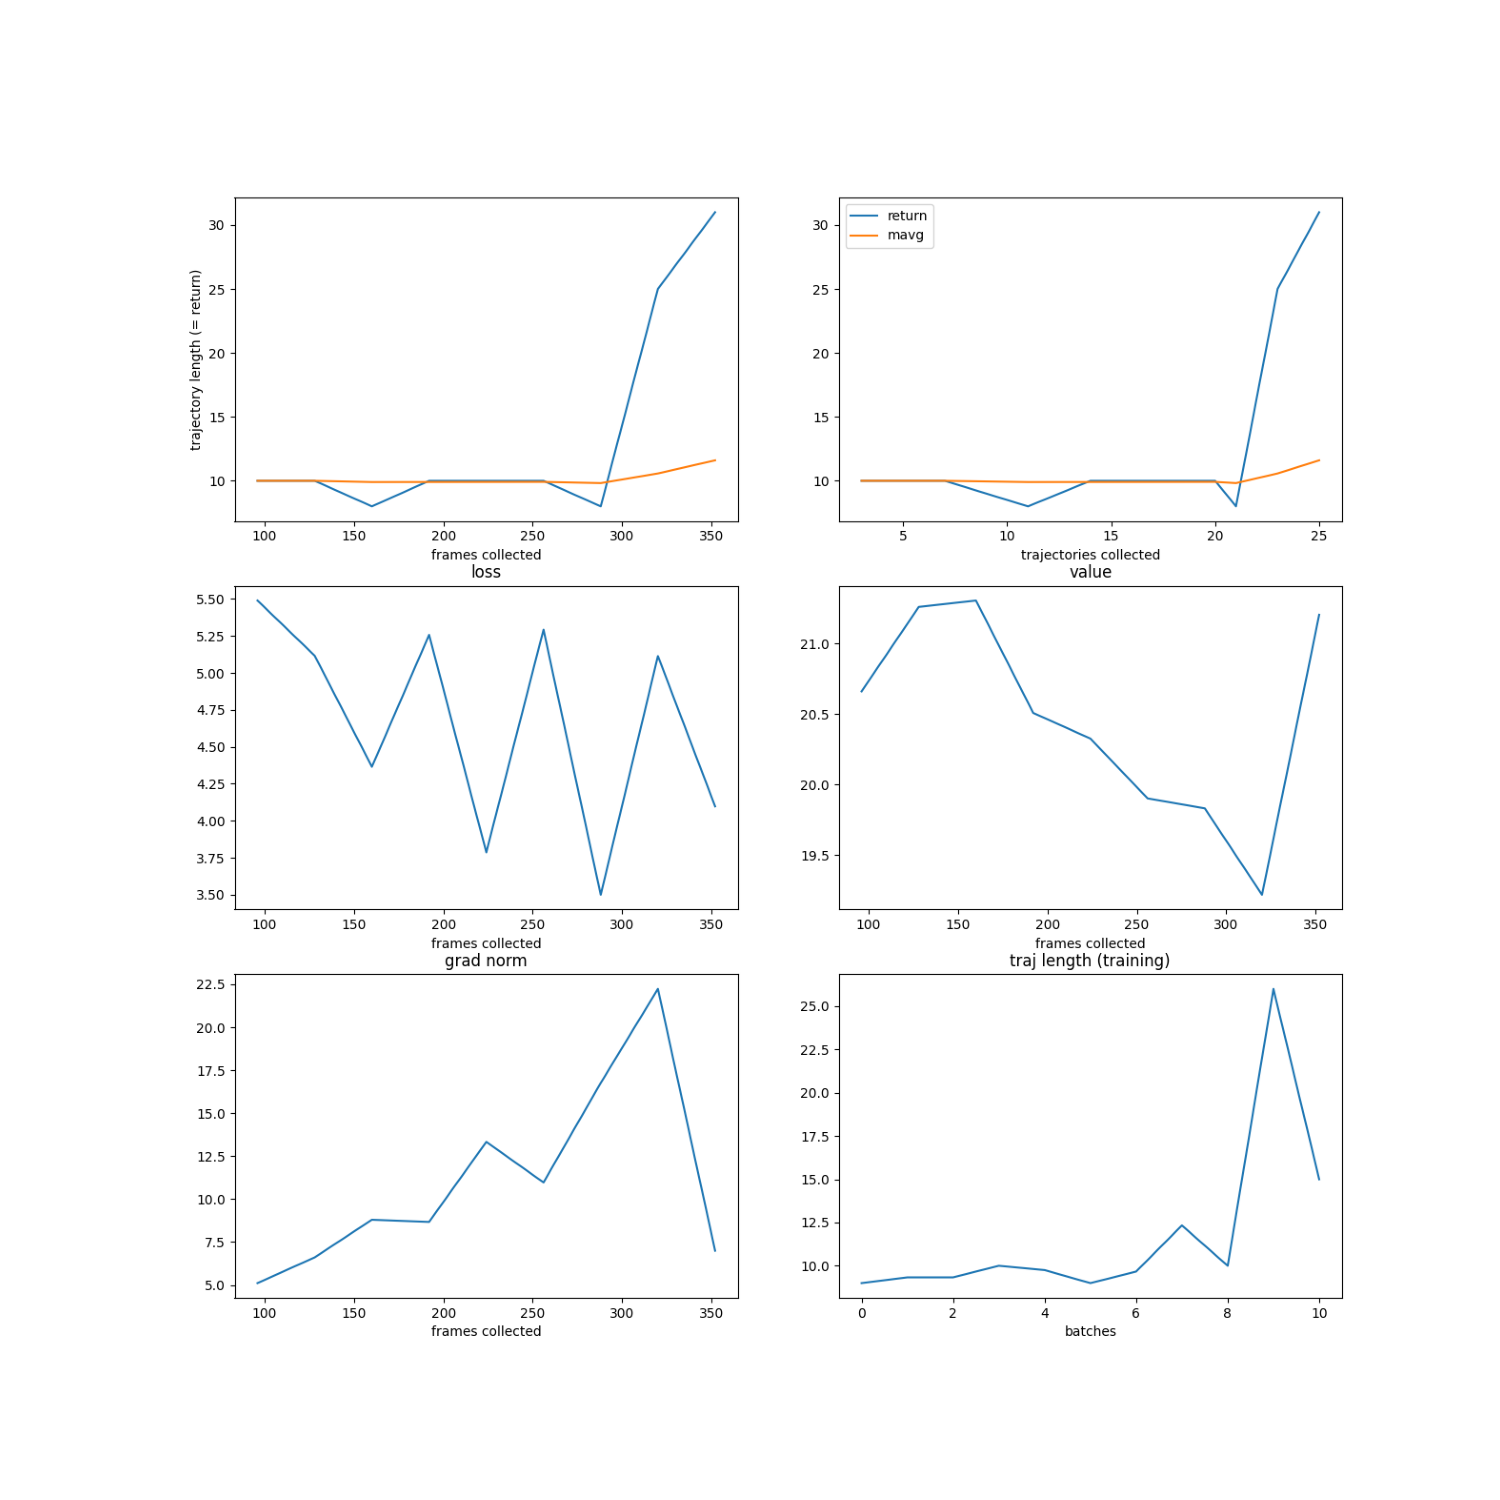 30
25
20
15
10
trajectory length (= return)
100 150 200 250 300 350
frames collected
return
mavg
30
25
20
15
10
5 10 15 20 25
trajectories collected
loss
5.50
5.25
5.00
4.75
4.50
4.25
4.00
3.75
3.50
100 150 200 250 300 350
frames collected
value
21.0
20.5
20.0
19.5
100 150 200 250 300 350
frames collected
grad norm
22.5
20.0
17.5
15.0
12.5
10.0
7.5
5.0
100 150 200 250 300 350
frames collected
traj length (training)
25.0
22.5
20.0
17.5
15.0
12.5
10.0
0 2 4 6 8 10
batches